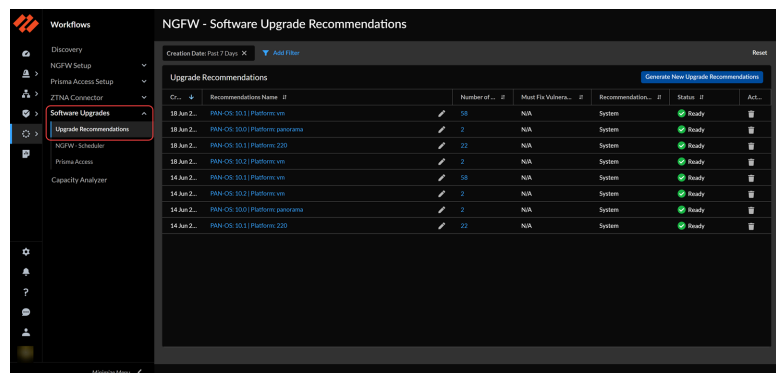 Workflows
NGFW - Software Upgrade Recommendations
Discovery
NGFW Setup
Prisma Access Setup
ZTNA Connector
Software Upgrades
Upgrade Recommendations
NGFW - Scheduler
Prisma Access
Capacity Analyzer
Creation Date: Past 7 Days X Add Filter Reset
Upgrade Recommendations Generate New Upgrade Recommendations
Cr... Recommendations Name Number of ... Must Fix Vulnera... Recommendation... Status Act...
18 Jun 2... PAN-OS: 10.1 | Platform: vm 58 N/A System Ready
18 Jun 2... PAN-OS: 10.0 | Platform: panorama 2 N/A System Ready
18 Jun 2... PAN-OS: 10.1 | Platform: 220 22 N/A System Ready
18 Jun 2... PAN-OS: 10.2 | Platform: vm 2 N/A System Ready
14 Jun 2... PAN-OS: 10.1 | Platform: vm 58 N/A System Ready
14 Jun 2... PAN-OS: 10.2 | Platform: vm 2 N/A System Ready
14 Jun 2... PAN-OS: 10.0 | Platform: panorama 2 N/A System Ready
14 Jun 2... PAN-OS: 10.1 | Platform: 220 22 N/A System Ready
Minimize Menu